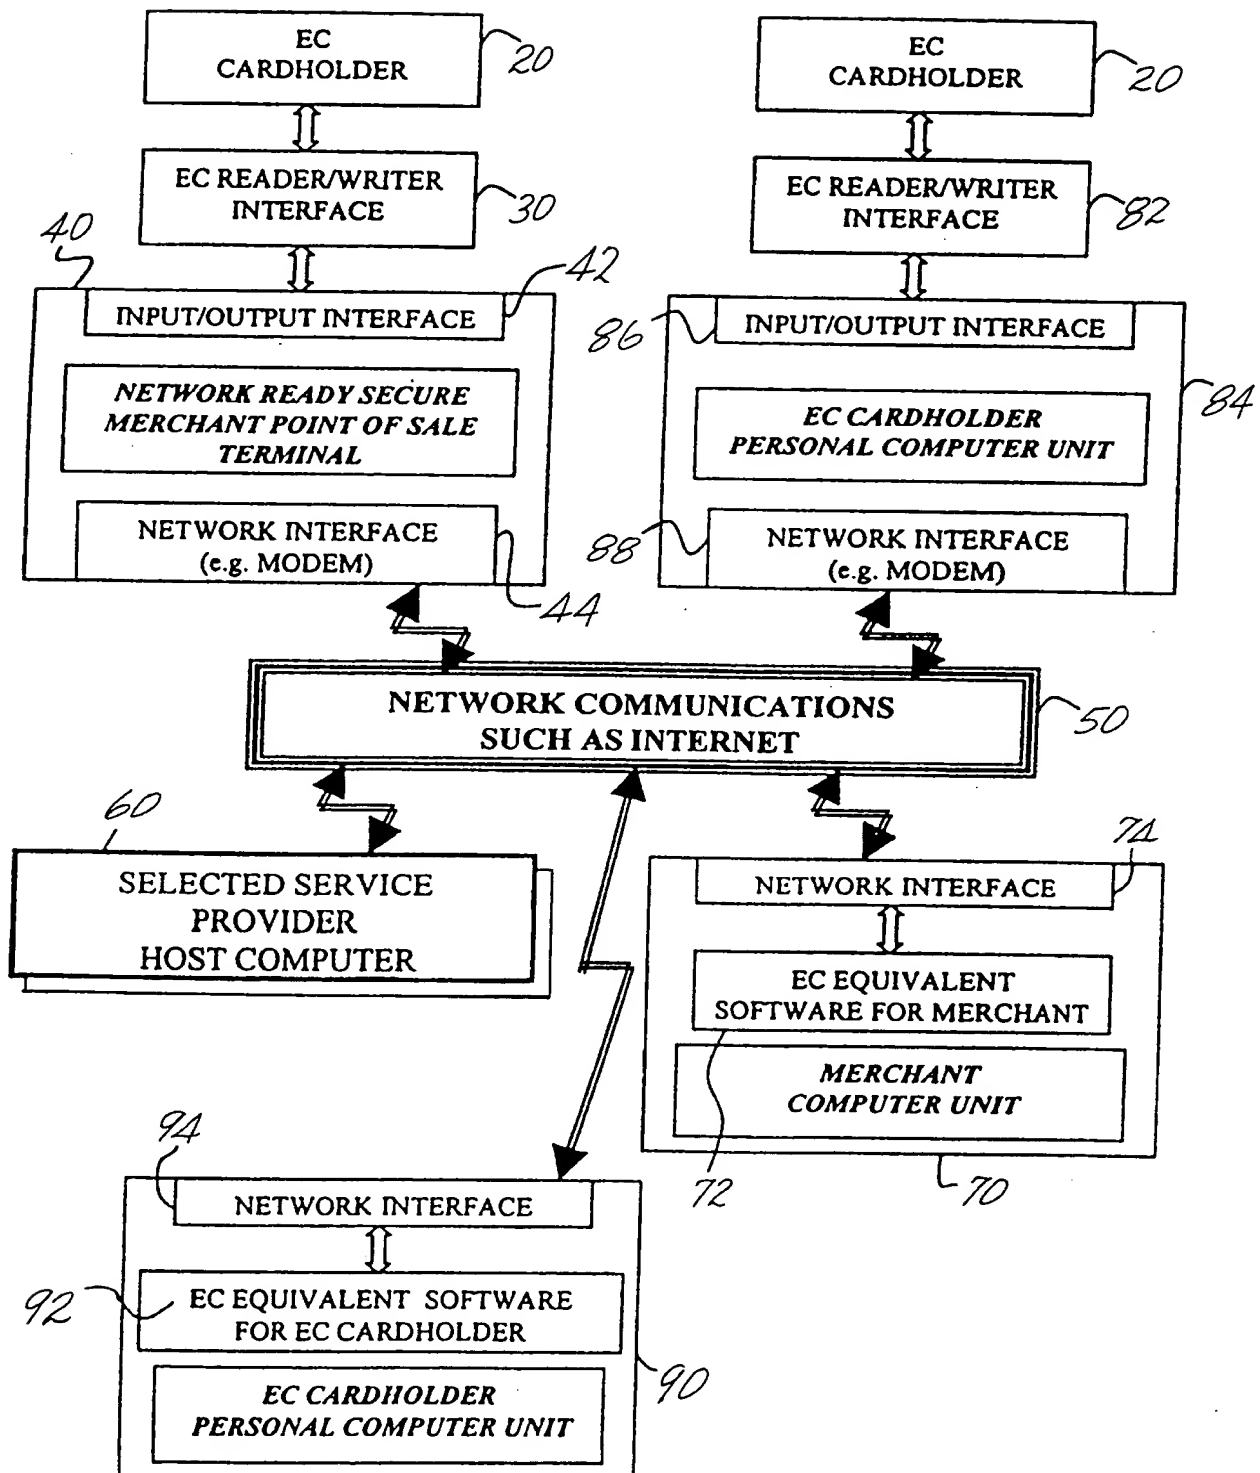 EC
CARDHOLDER
20
EC
CARDHOLDER
20
EC READER/WRITER
INTERFACE
30
EC READER/WRITER
INTERFACE
82
40
INPUT/OUTPUT INTERFACE
42
NETWORK READY SECURE
MERCHANT POINT OF SALE
TERMINAL
NETWORK INTERFACE
(e.g. MODEM)
44
86
INPUT/OUTPUT INTERFACE
84
EC CARDHOLDER
PERSONAL COMPUTER UNIT
88
NETWORK INTERFACE
(e.g. MODEM)
NETWORK COMMUNICATIONS
SUCH AS INTERNET
50
60
SELECTED SERVICE
PROVIDER
HOST COMPUTER
74
NETWORK INTERFACE
EC EQUIVALENT
SOFTWARE FOR MERCHANT
MERCHANT
COMPUTER UNIT
72
70
94
NETWORK INTERFACE
92
EC EQUIVALENT SOFTWARE
FOR EC CARDHOLDER
90
EC CARDHOLDER
PERSONAL COMPUTER UNIT